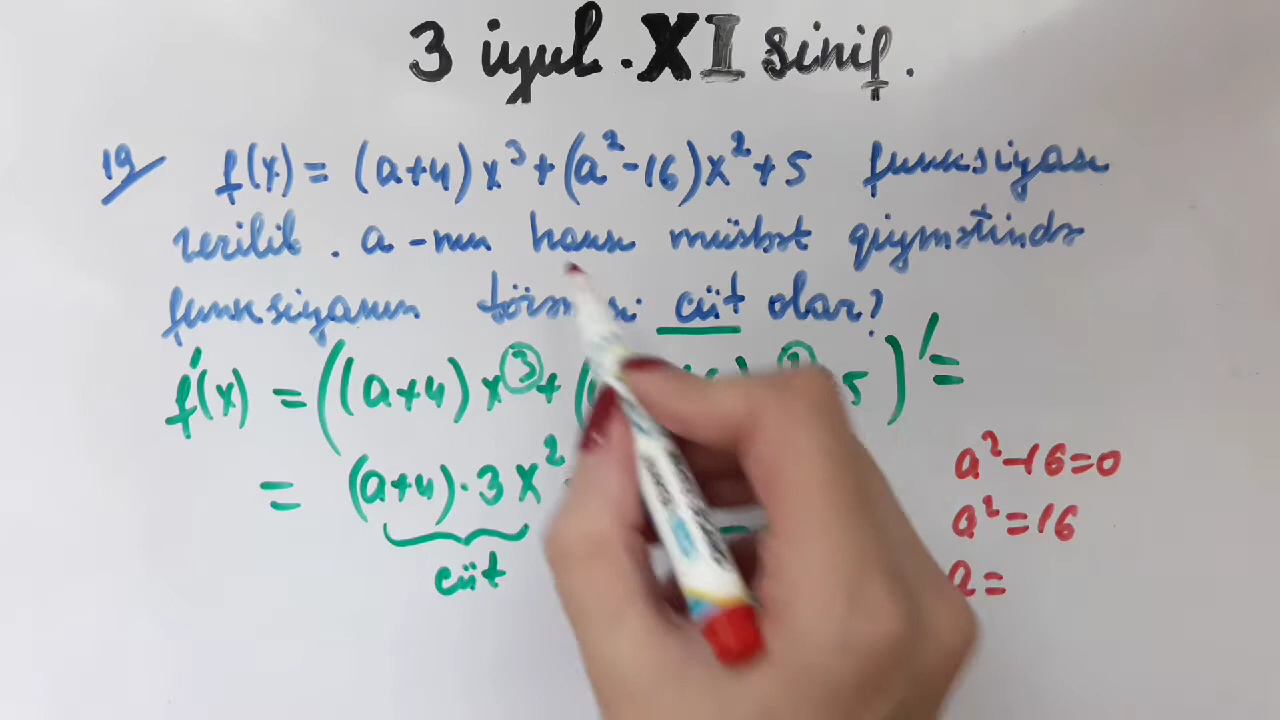 3 iyul. XI sinif.
19 f(x) = (a+4)x³+(a²-16)x²+5 funksiyası
verilib. a-nın hansı müsbət qiymətində
funksiyanın cüt olar?
f'(x) = ((a+4)x³+( 5)'=
= (a+4)·3x²
cüt
a²-16=0
a²=16
a=